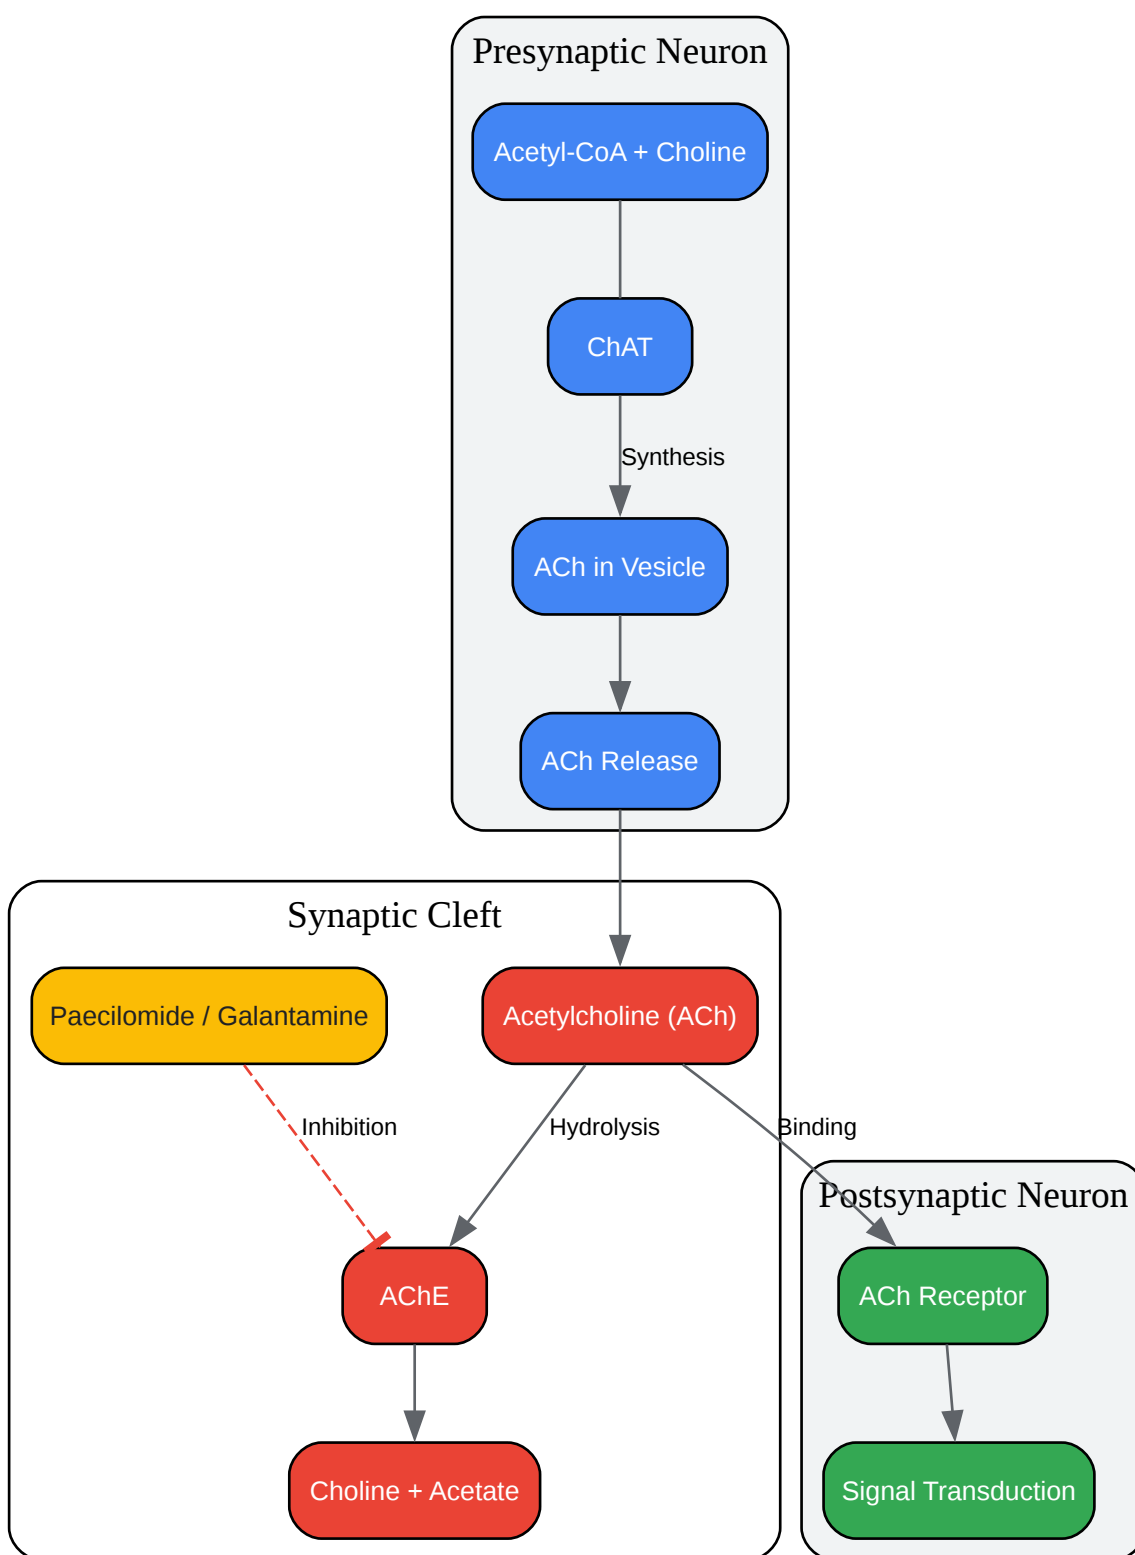 Presynaptic Neuron
Acetyl-CoA + Choline
ChAT
Synthesis
ACh in Vesicle
ACh Release
Synaptic Cleft
Paecilomide / Galantamine
Acetylcholine (ACh)
Inhibition
Hydrolysis
Binding
Postsynaptic Neuron
AChE
ACh Receptor
Choline + Acetate
Signal Transduction